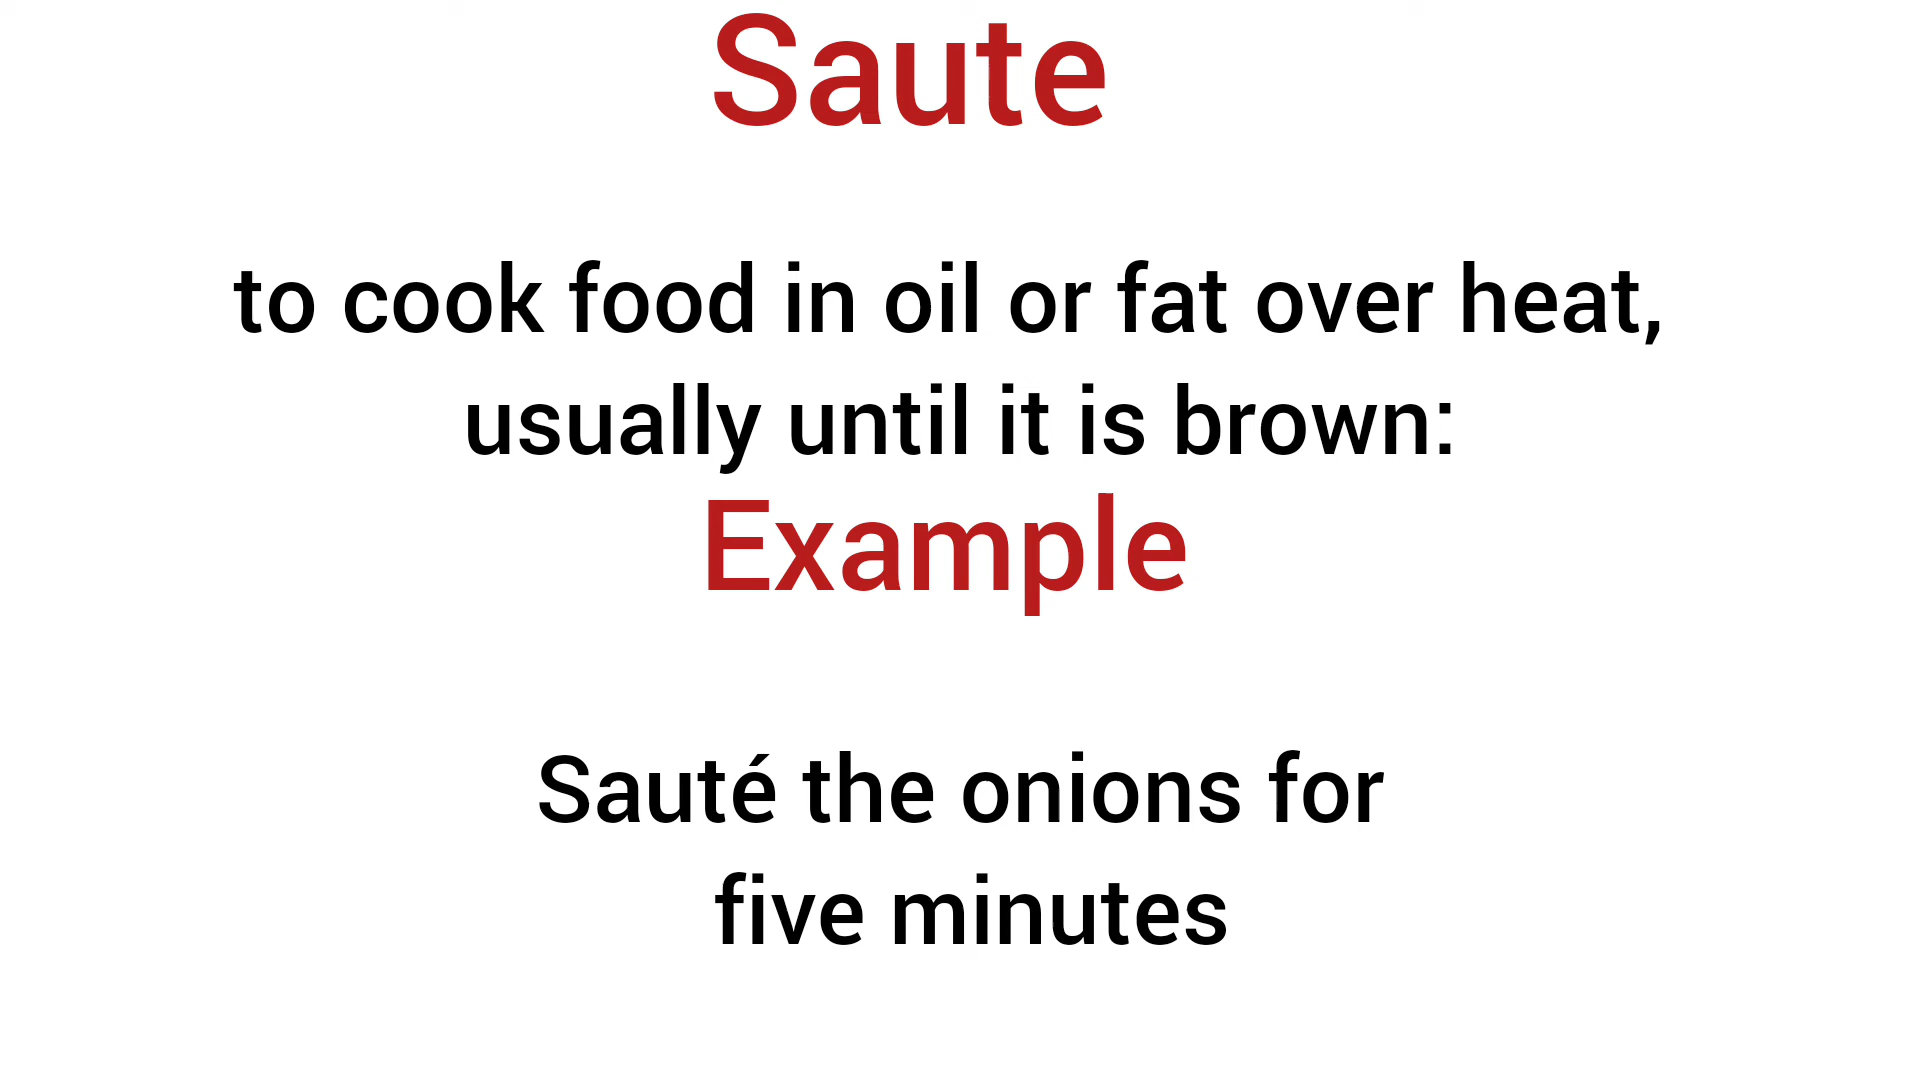 Saute
to cook food in oil or fat over heat,
usually until it is brown:
Example
Sauté the onions for
five minutes